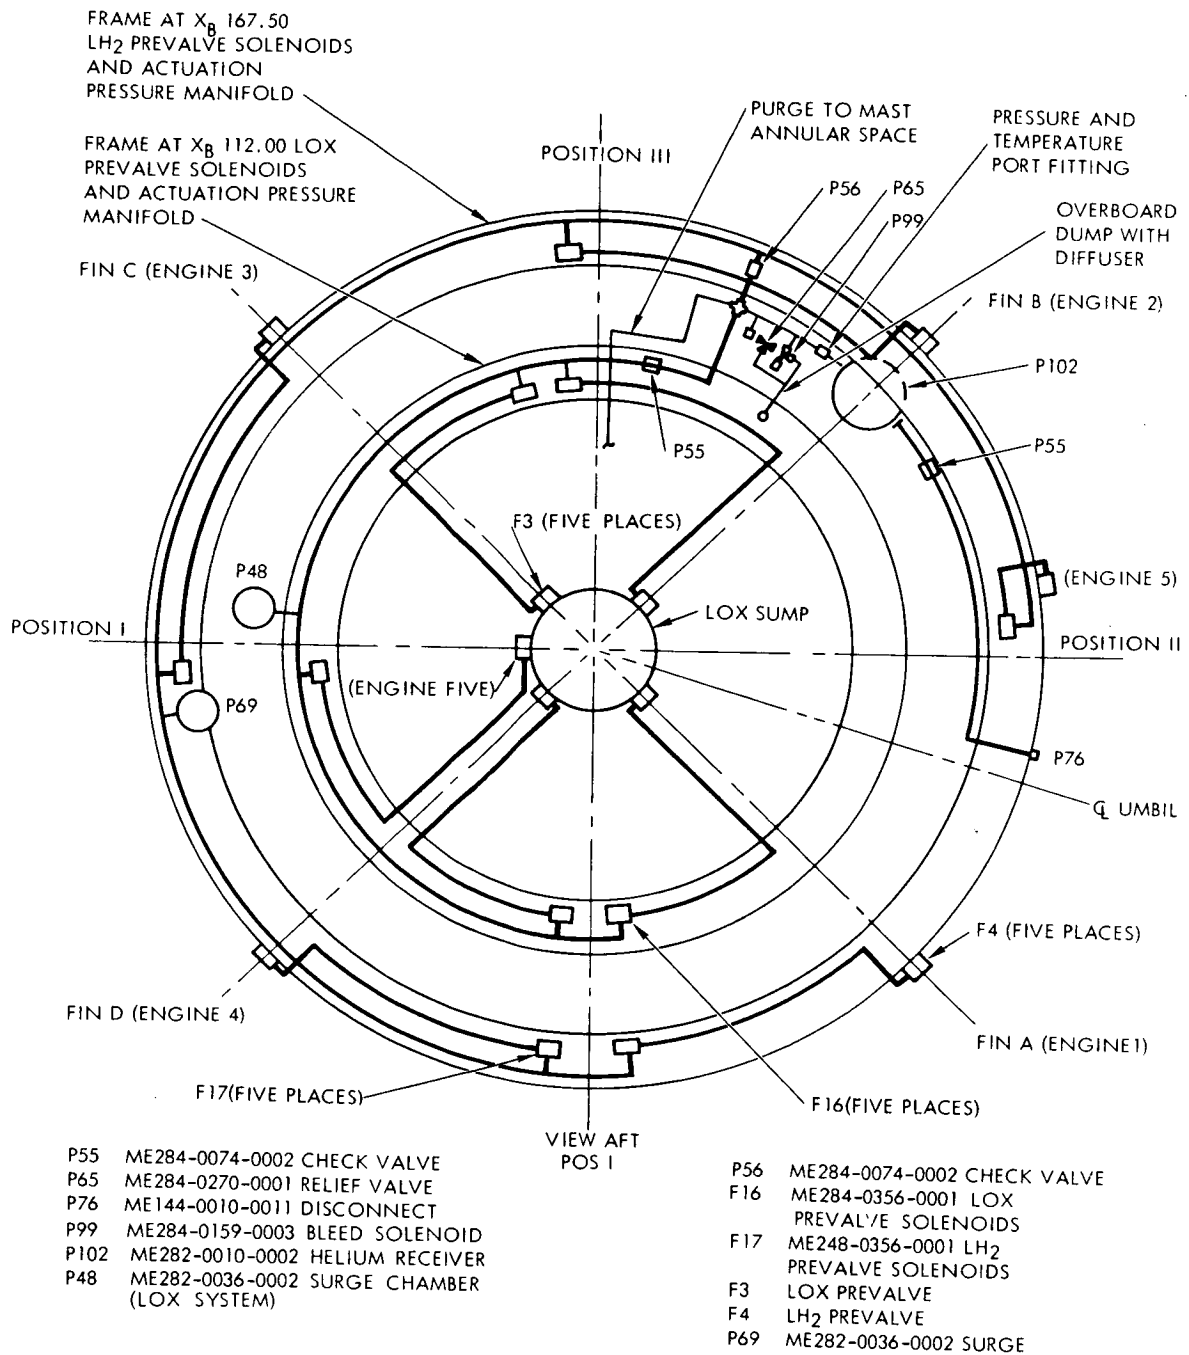 FRAME AT XB 167.50
LH2 PREVALVE SOLENOIDS
AND ACTUATION
PRESSURE MANIFOLD
FRAME AT XB 112.00 LOX
PREVALVE SOLENOIDS
AND ACTUATION PRESSURE
MANIFOLD
FIN C (ENGINE 3)
POSITION III
PURGE TO MAST
ANNULAR SPACE
PRESSURE AND
TEMPERATURE
PORT FITTING
P56
P65
P99
OVERBOARD
DUMP WITH
DIFFUSER
FIN B (ENGINE 2)
P102
P55
P55
F3 (FIVE PLACES)
P48
(ENGINE 5)
LOX SUMP
POSITION I
POSITION II
(ENGINE FIVE)
P69
P76
℄ UMBIL
F4 (FIVE PLACES)
FIN D (ENGINE 4)
FIN A (ENGINE 1)
F17(FIVE PLACES)
F16(FIVE PLACES)
VIEW AFT
POS I
P55 ME284-0074-0002 CHECK VALVE
P65 ME284-0270-0001 RELIEF VALVE
P76 ME144-0010-0011 DISCONNECT
P99 ME284-0159-0003 BLEED SOLENOID
P102 ME282-0010-0002 HELIUM RECEIVER
P48 ME282-0036-0002 SURGE CHAMBER
(LOX SYSTEM)
P56 ME284-0074-0002 CHECK VALVE
F16 ME284-0356-0001 LOX
PREVALVE SOLENOIDS
F17 ME248-0356-0001 LH2
PREVALVE SOLENOIDS
F3 LOX PREVALVE
F4 LH2 PREVALVE
P69 ME282-0036-0002 SURGE